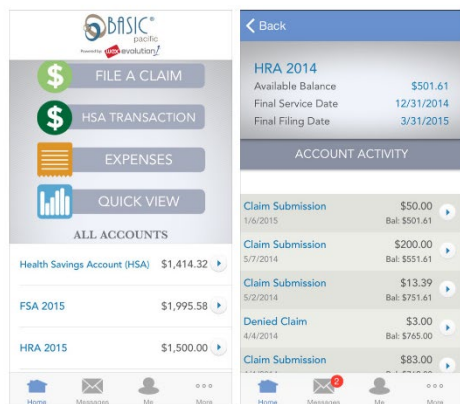 BASIC®
pacific
Powered by wex evolution1
FILE A CLAIM
HSA TRANSACTION
EXPENSES
QUICK VIEW
ALL ACCOUNTS
Health Savings Account (HSA) $1,414.32
FSA 2015 $1,995.58
HRA 2015 $1,500.00
Home Messages Me More
Back
HRA 2014
Available Balance $501.61
Final Service Date 12/31/2014
Final Filing Date 3/31/2015
ACCOUNT ACTIVITY
Claim Submission $50.00
1/6/2015 Bal: $501.61
Claim Submission $200.00
5/7/2014 Bal: $551.61
Claim Submission $13.39
5/2/2014 Bal: $751.61
Denied Claim $3.00
4/4/2014 Bal: $765.00
Claim Submission $83.00
2
Home Messages Me More